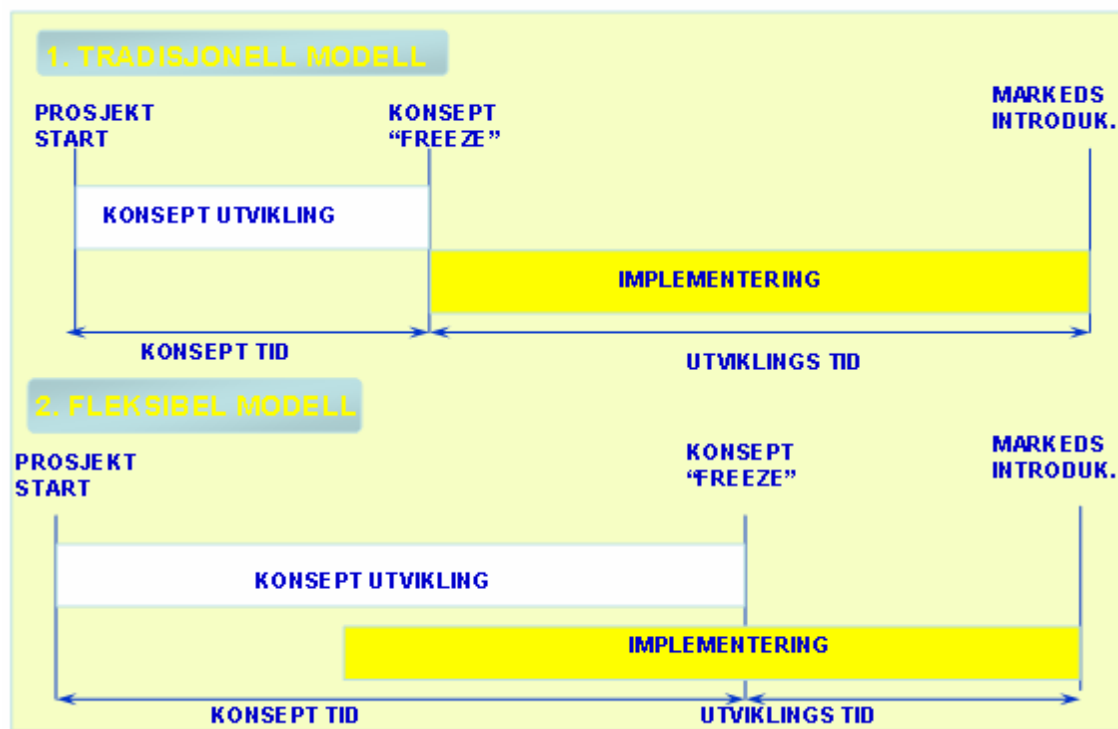 1. TRADISJONELL MODELL
PROSJEKT
START
KONSEPT
“FREEZE”
MARKEDS
INTRODUK.
KONSEPT UTVIKLING
IMPLEMENTERING
KONSEPT TID
UTVIKLINGS TID
2. FLEKSIBEL MODELL
PROSJEKT
START
KONSEPT
“FREEZE”
MARKEDS
INTRODUK.
KONSEPT UTVIKLING
IMPLEMENTERING
KONSEPT TID
UTVIKLINGS TID